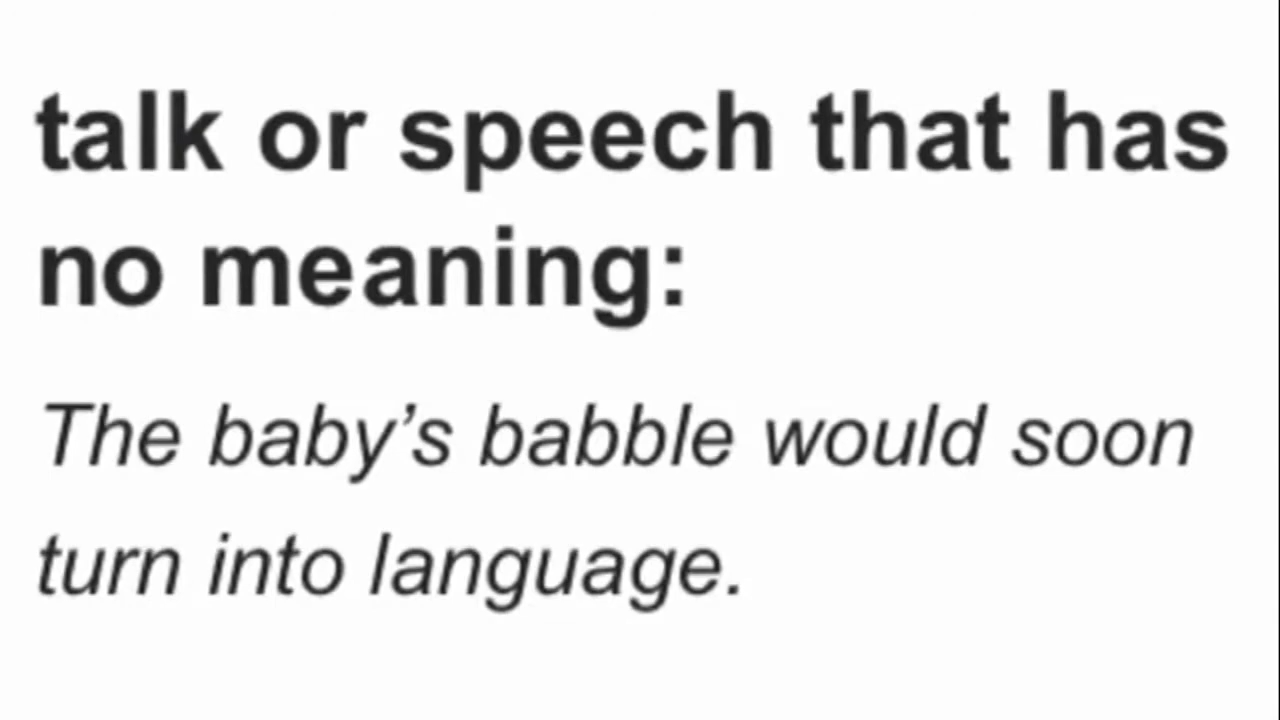 talk or speech that has
no meaning:
The baby’s babble would soon
turn into language.